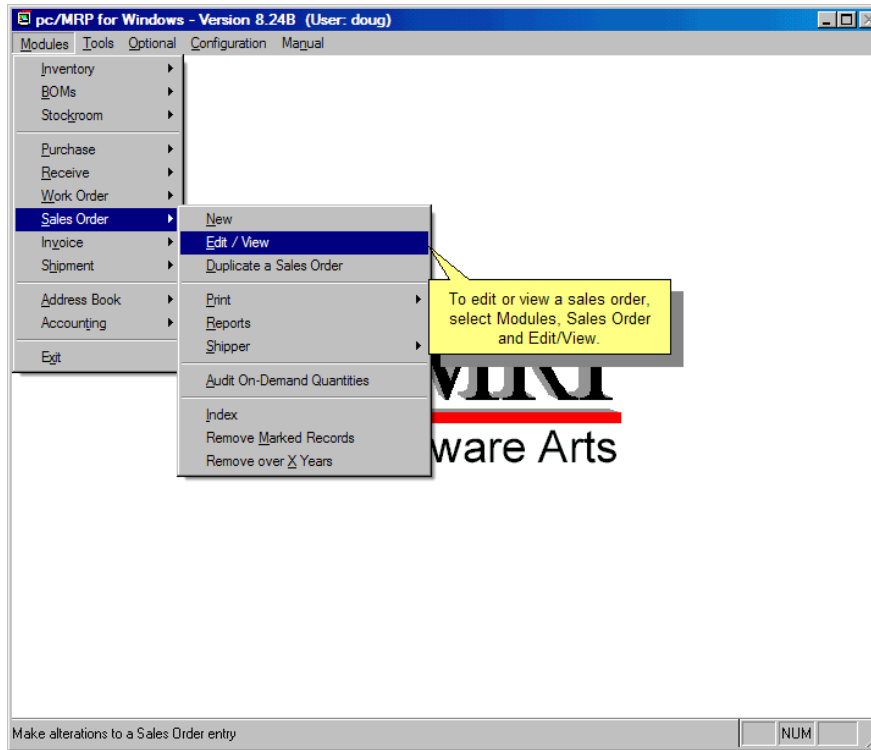 pc/MRP for Windows - Version 8.24B (User: doug)
Modules Tools Optional Configuration Manual
Inventory
BOMs
Stockroom
Purchase
Receive
Work Order
Sales Order
Invoice
Shipment
Address Book
Accounting
Exit
New
Edit / View
Duplicate a Sales Order
Print
Reports
Shipper
Audit On-Demand Quantities
Index
Remove Marked Records
Remove over X Years
To edit or view a sales order,
select Modules, Sales Order
and Edit/View.
ware Arts
Make alterations to a Sales Order entry
NUM